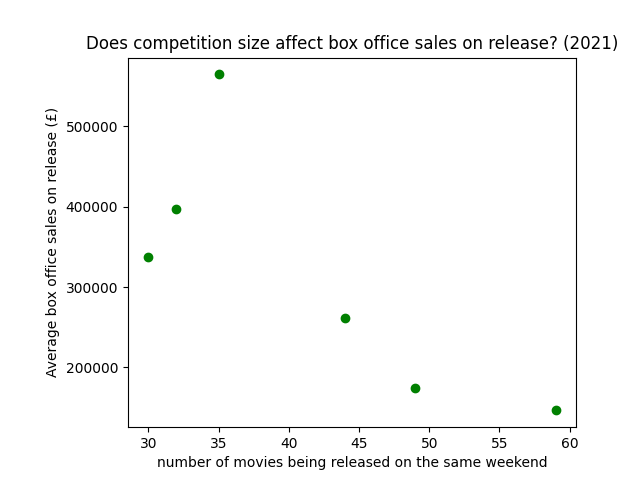 Does competition size affect box office sales on release? (2021)
Average box office sales on release (£)
500000
400000
300000
200000
30 35 40 45 50 55 60
number of movies being released on the same weekend